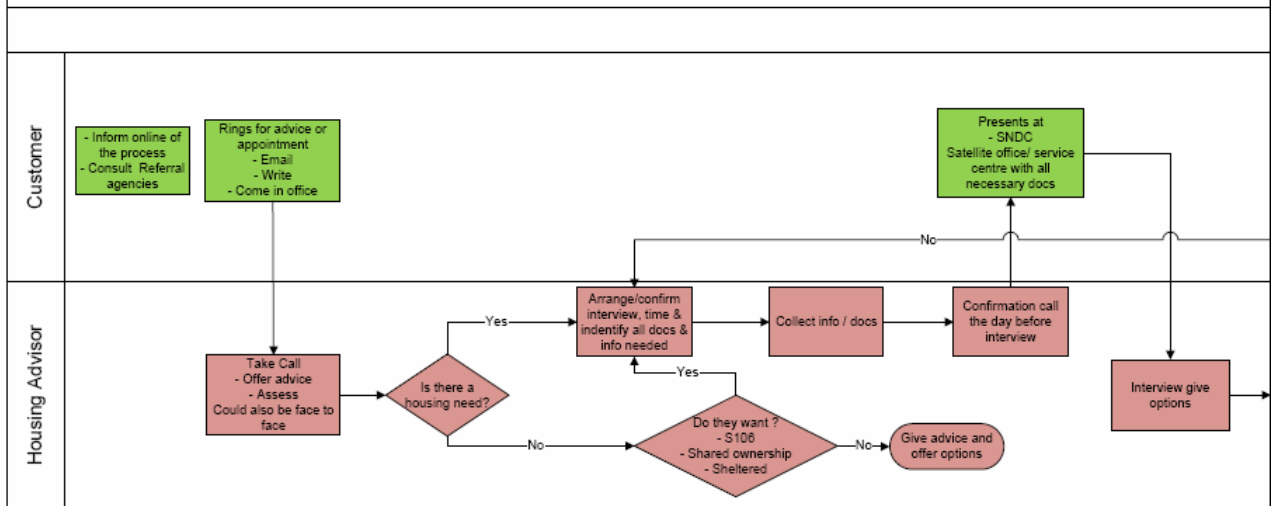 Customer
- Inform online of
the process
- Consult Referral
agencies
Rings for advice or
appointment
- Email
- Write
- Come in office
Presents at
- SNDC
Satellite office/ service
centre with all
necessary docs
No
Housing Advisor
Take Call
- Offer advice
- Assess
Could also be face to
face
Is there a
housing need?
Yes
No
Arrange/confirm
interview, time &
indentify all docs &
info needed
Yes
Do they want ?
- S106
- Shared ownership
- Sheltered
No
Give advice and
offer options
Collect info / docs
Confirmation call
the day before
interview
Interview give
options